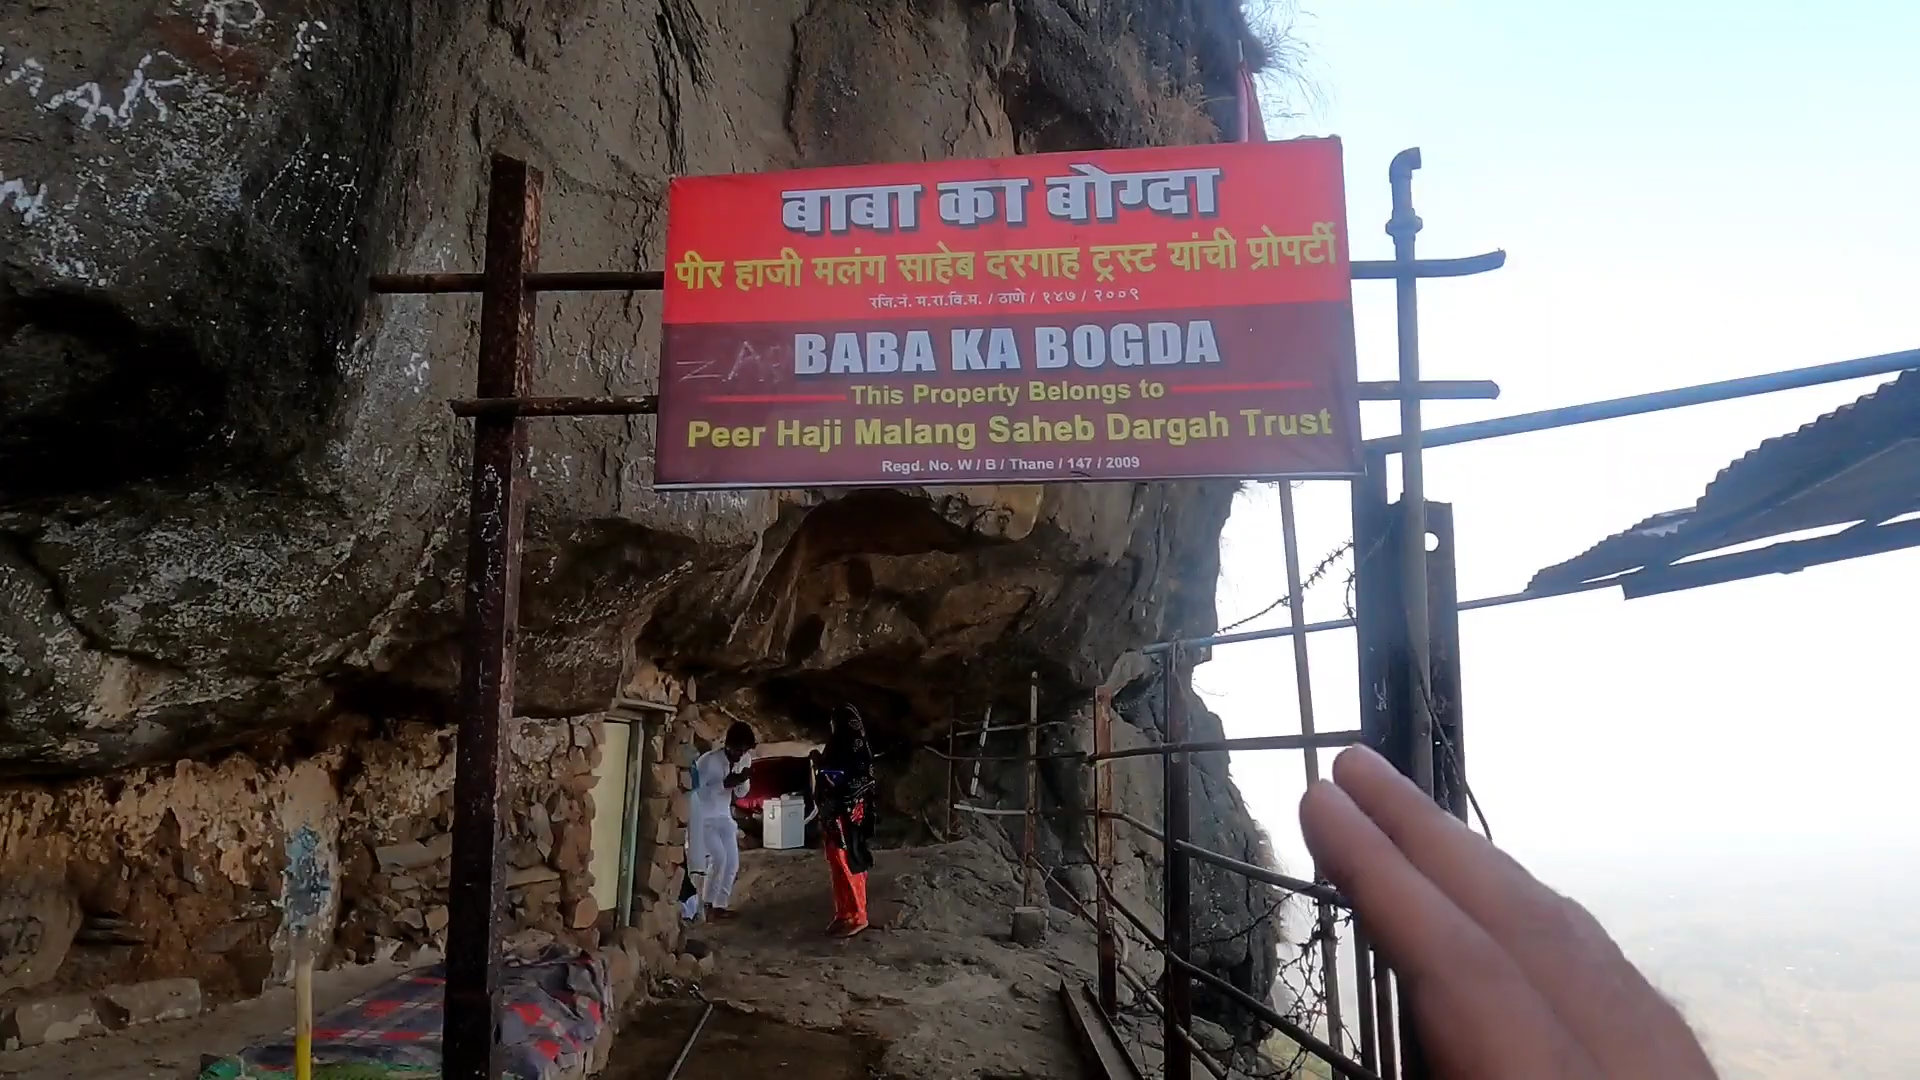 बाबा का बोग्दा
पीर हाजी मलंग साहेब दरगाह ट्रस्ट यांची प्रोपर्टी
रजि.नं. म.रा.वि.म. / ठाणे / १४७ / २००९
BABA KA BOGDA
This Property Belongs to
Peer Haji Malang Saheb Dargah Trust
Regd. No. W / B / Thane / 147 / 2009